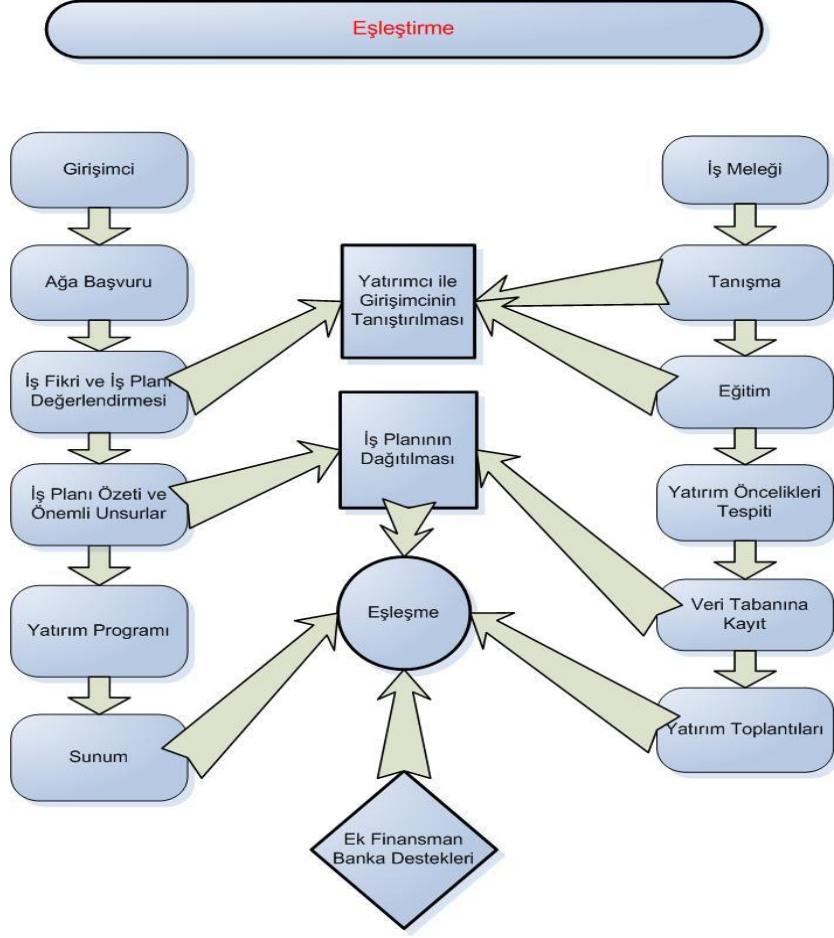 Eşleştirme
Girişimci
İş Meleği
Ağa Başvuru
Yatırımcı ile
Girişimcinin
Tanıştırılması
Tanışma
İş Fikri ve İş Planı
Değerlendirmesi
Eğitim
İş Planının
Dağıtılması
İş Planı Özeti ve
Önemli Unsurlar
Yatırım Öncelikleri
Tespiti
Yatırım Programı
Eşleşme
Veri Tabanına
Kayıt
Sunum
Yatırım Toplantıları
Ek Finansman
Banka Destekleri